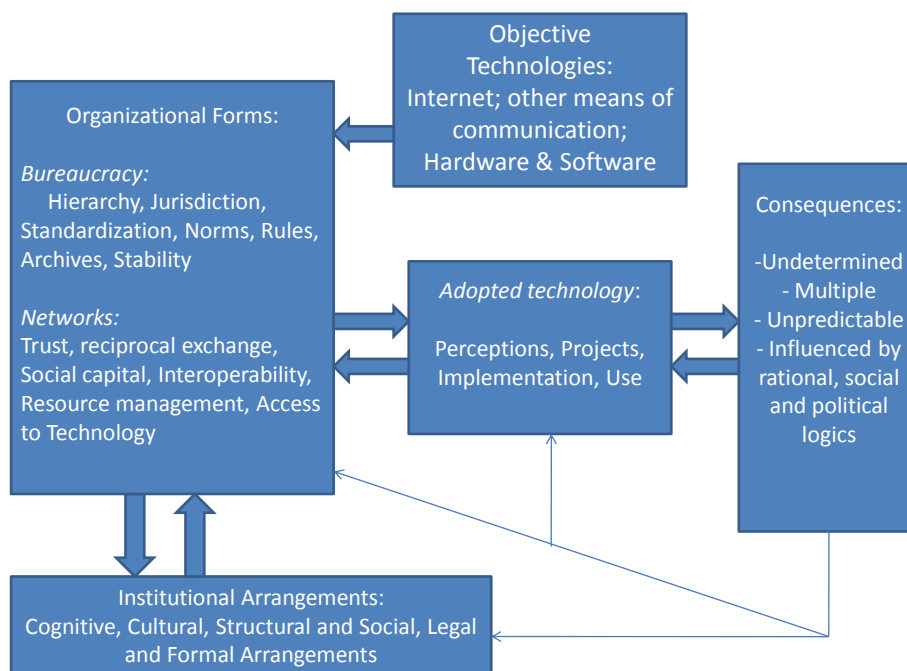 Objective
Technologies:
Internet; other means of
communication;
Hardware & Software
Organizational Forms:
Bureaucracy:
Hierarchy, Jurisdiction,
Standardization, Norms, Rules,
Archives, Stability
Networks:
Trust, reciprocal exchange,
Social capital, Interoperability,
Resource management, Access
to Technology
Adopted technology:
Perceptions, Projects,
Implementation, Use
Consequences:
-Undetermined
- Multiple
- Unpredictable
- Influenced by
rational, social
and political
logics
Institutional Arrangements:
Cognitive, Cultural, Structural and Social, Legal
and Formal Arrangements